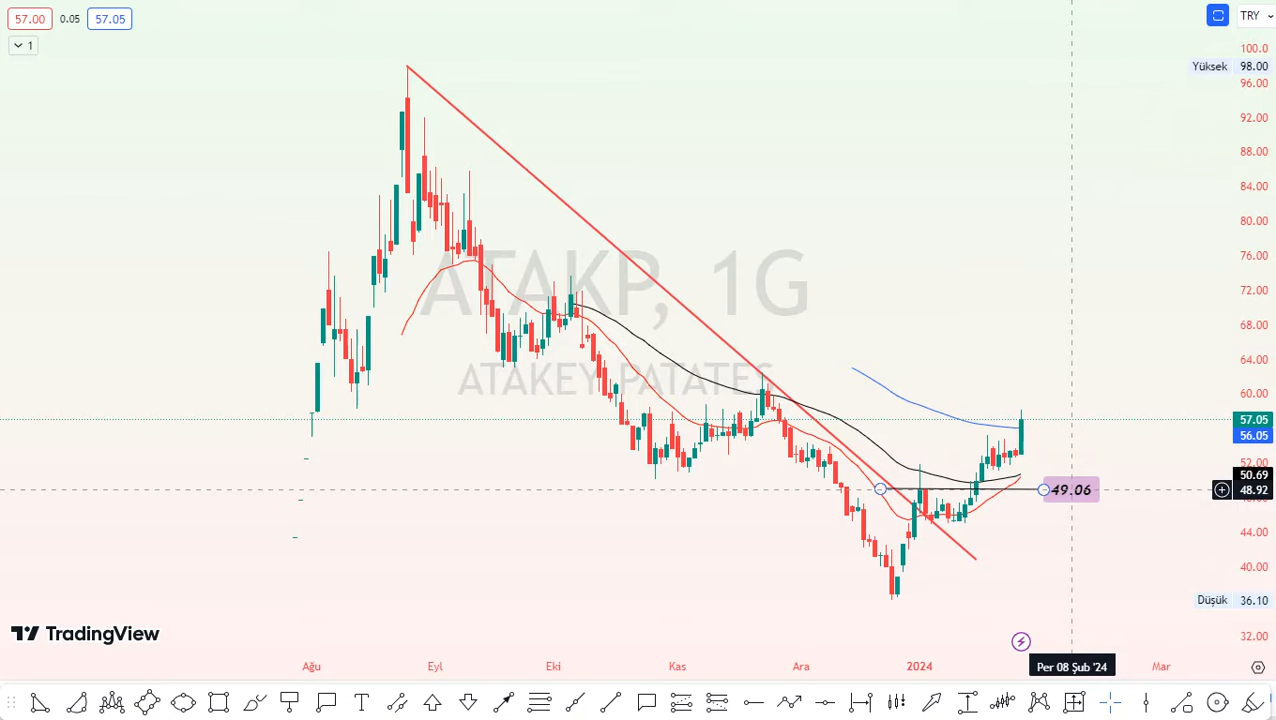 57.00 0.05 57.05
1
TRY
Yüksek 98.00
100.0
96.00
92.00
88.00
84.00
80.00
76.00
72.00
68.00
64.00
60.00
57.05
56.05
52.00
50.69
48.92
44.00
40.00
Düşük 36.10
32.00
ATAKP, 1G
ATAKEY PATATES
49.06
TradingView
Ağu Eyl Eki Kas Ara 2024 Per 08 Şub '24 Mar
T